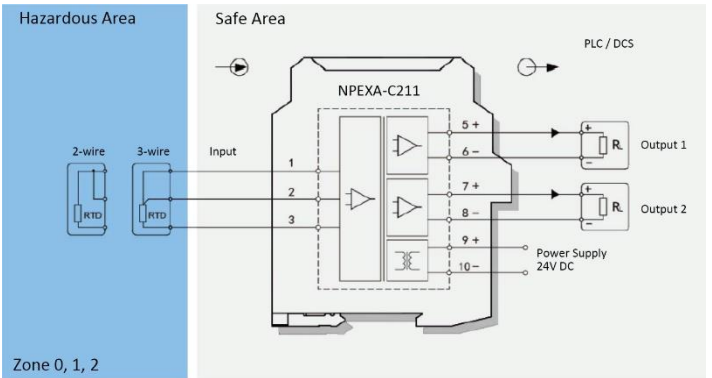 Hazardous Area
Safe Area
PLC / DCS
NPEXA-C211
2-wire
3-wire
Input
RTD
RTD
1
2
3
5 +
6 −
7 +
8 −
9 +
10 −
+
RL
−
Output 1
+
RL
−
Output 2
Power Supply
24V DC
Zone 0, 1, 2